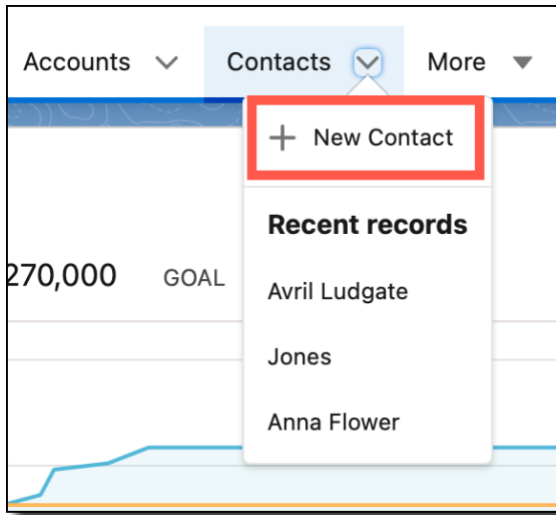 Accounts Contacts More
+ New Contact
Recent records
270,000 GOAL
Avril Ludgate
Jones
Anna Flower